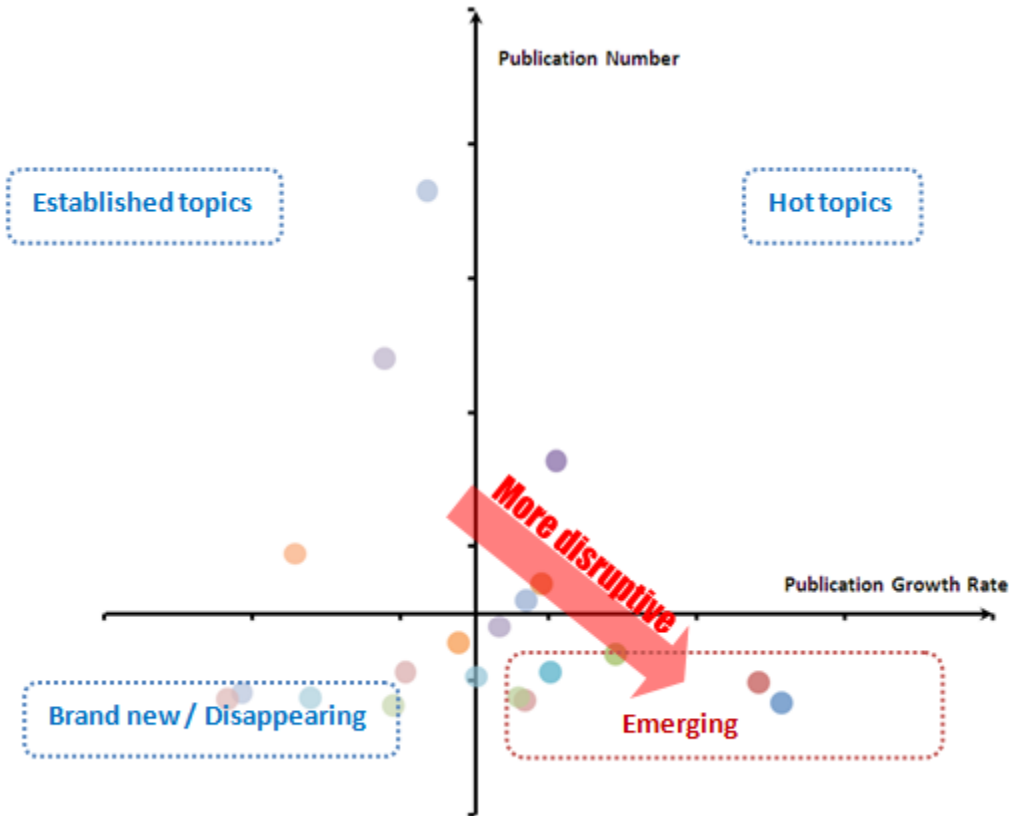 Publication Number
Established topics
Hot topics
More disruptive
Publication Growth Rate
Brand new / Disappearing
Emerging